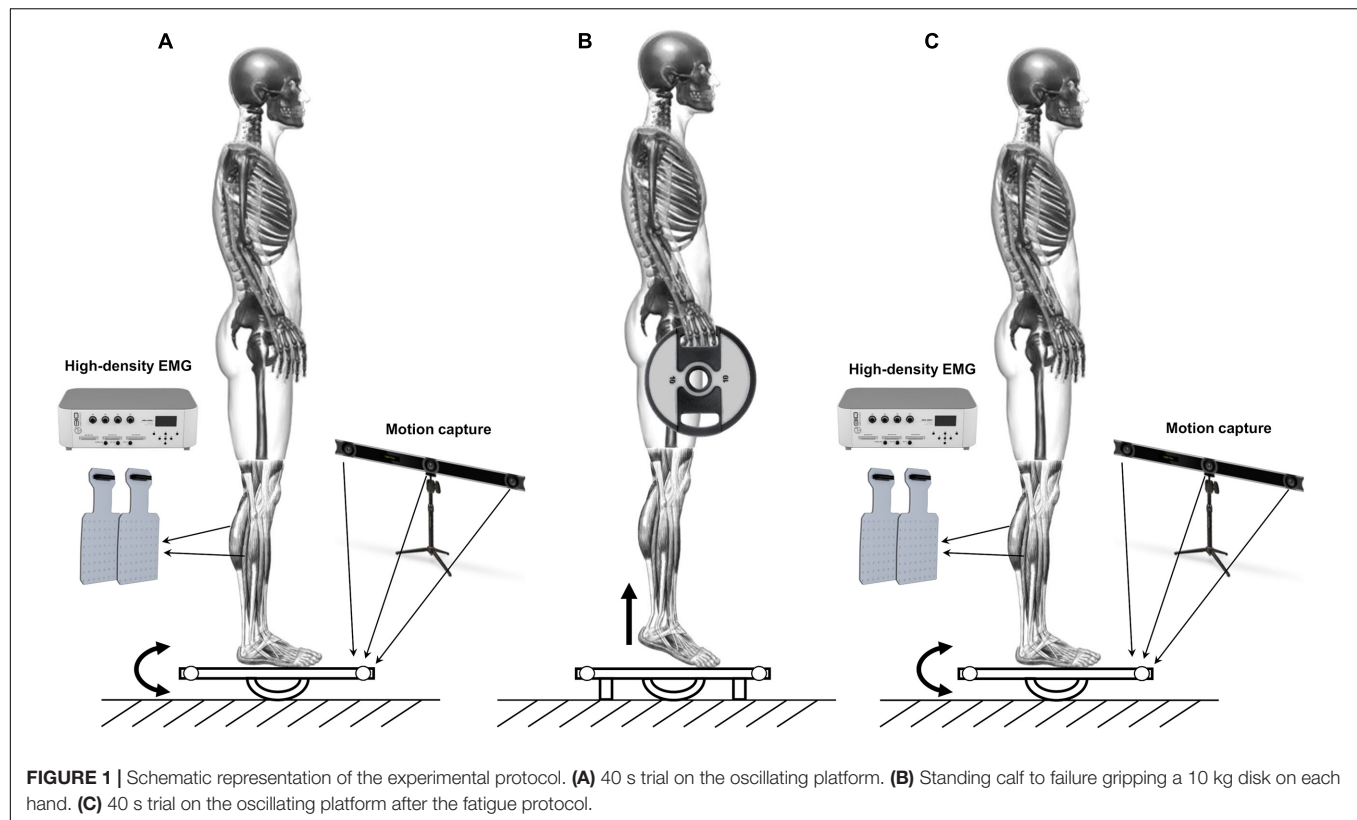 A
B
C
High-density EMG
Motion capture
10
10
High-density EMG
Motion capture
FIGURE 1 | Schematic representation of the experimental protocol. (A) 40 s trial on the oscillating platform. (B) Standing calf to failure gripping a 10 kg disk on each
hand. (C) 40 s trial on the oscillating platform after the fatigue protocol.